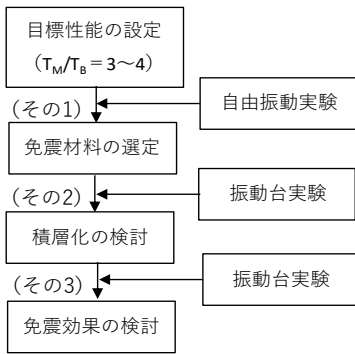 目標性能の設定
（TM/TB＝3～4）
(その1)
自由振動実験
免震材料の選定
(その2)
振動台実験
積層化の検討
(その3)
振動台実験
免震効果の検討